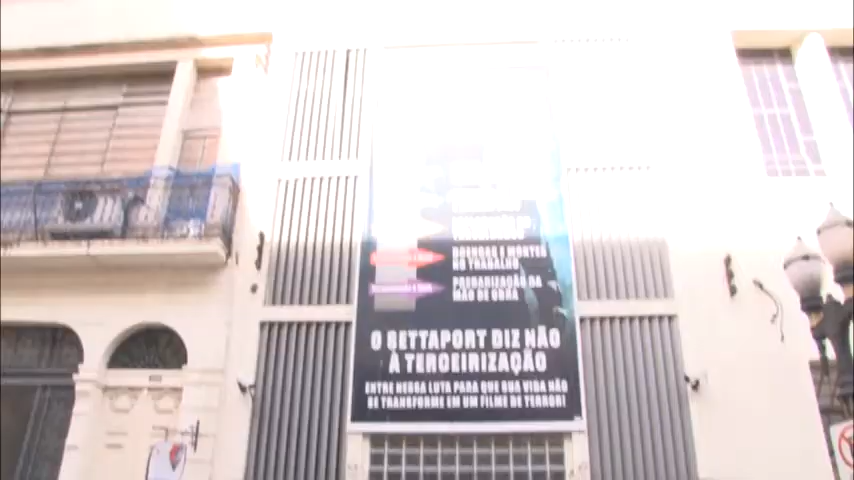 DOENÇAS E MORTES
NO TRABALHO
PRECARIZAÇÃO DA
MÃO DE OBRA
O SETTAPORT DIZ NÃO
À TERCEIRIZAÇÃO
ENTRE NESSA LUTA PARA QUE SUA VIDA NÃO
SE TRANSFORME EM UM FILME DE TERROR!